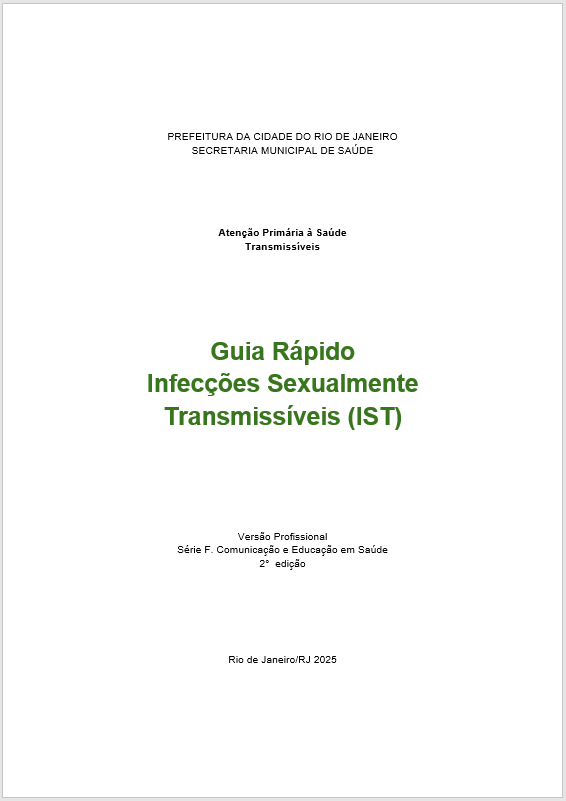 PREFEITURA DA CIDADE DO RIO DE JANEIRO
SECRETARIA MUNICIPAL DE SAÚDE
Atenção Primária à Saúde
Transmissíveis
Guia Rápido
Infecções Sexualmente
Transmissíveis (IST)
Versão Profissional
Série F. Comunicação e Educação em Saúde
2° edição
Rio de Janeiro/RJ 2025